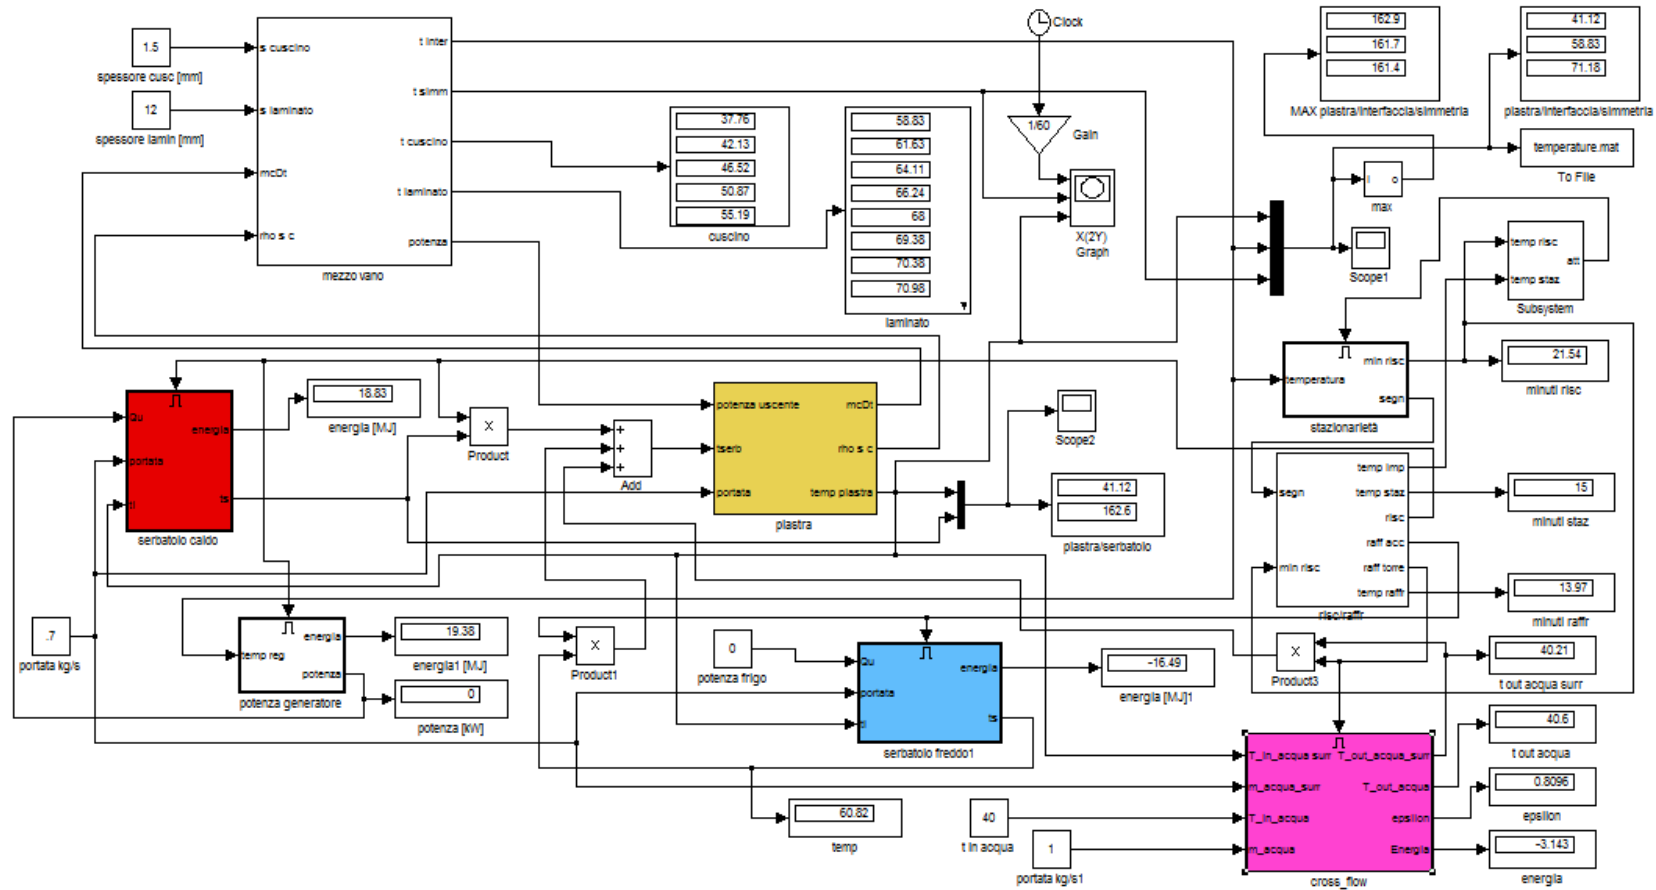 1.5
spessore cusc [mm]
12
spessore lamin [mm]
s cuscino
s laminato
mcDt
rho s c
t inter
t simm
t cuscino
t laminato
potenza
mezzo vano
37.76
42.13
46.52
50.87
55.19
cuscino
58.83
61.63
64.11
66.24
68
69.38
70.38
70.98
laminato
Clock
1/60
Gain
X(2Y)
Graph
162.9
161.7
161.4
MAX piastra/interfaccia/simmetria
41.12
58.83
71.18
piastra/interfaccia/simmetria
temperature.mat
To File
i
o
max
Scope1
temp risc
temp staz
att
Subsystem
temperatura
min risc
segn
stazionarietà
21.54
minuti risc
Qu
portata
ti
energia
ts
serbatoio caldo
18.83
energia [MJ]
X
Product
+
+
+
Add
potenza uscente
tserb
portata
mcDt
rho s c
temp piastra
piastra
Scope2
41.12
162.6
piastra/serbatoio
segn
min risc
temp imp
temp staz
risc
raff acc
raff torre
temp raffr
risc/raffr
15
minuti staz
13.97
minuti raffr
.7
portata kg/s
temp reg
energia
potenza
potenza generatore
19.38
energia1 [MJ]
0
potenza [kW]
X
Product1
0
potenza frigo
Qu
portata
ti
energia
ts
serbatoio freddo1
-16.49
energia [MJ]1
X
Product3
40.21
t out acqua surr
40.6
t out acqua
0.8096
epsilon
-3.143
energia
60.82
temp
40
t in acqua
1
portata kg/s1
T_in_acqua surr
m_acqua_surr
T_in_acqua
m_acqua
T_out_acqua_surr
T_out_acqua
epsilon
Energia
cross_flow